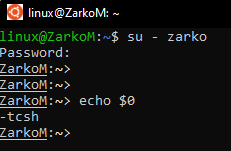 linux@ZarkoM: ~
linux@ZarkoM:~$ su - zarko
Password:
ZarkoM:~>
ZarkoM:~>
ZarkoM:~> echo $0
-tcsh
ZarkoM:~>